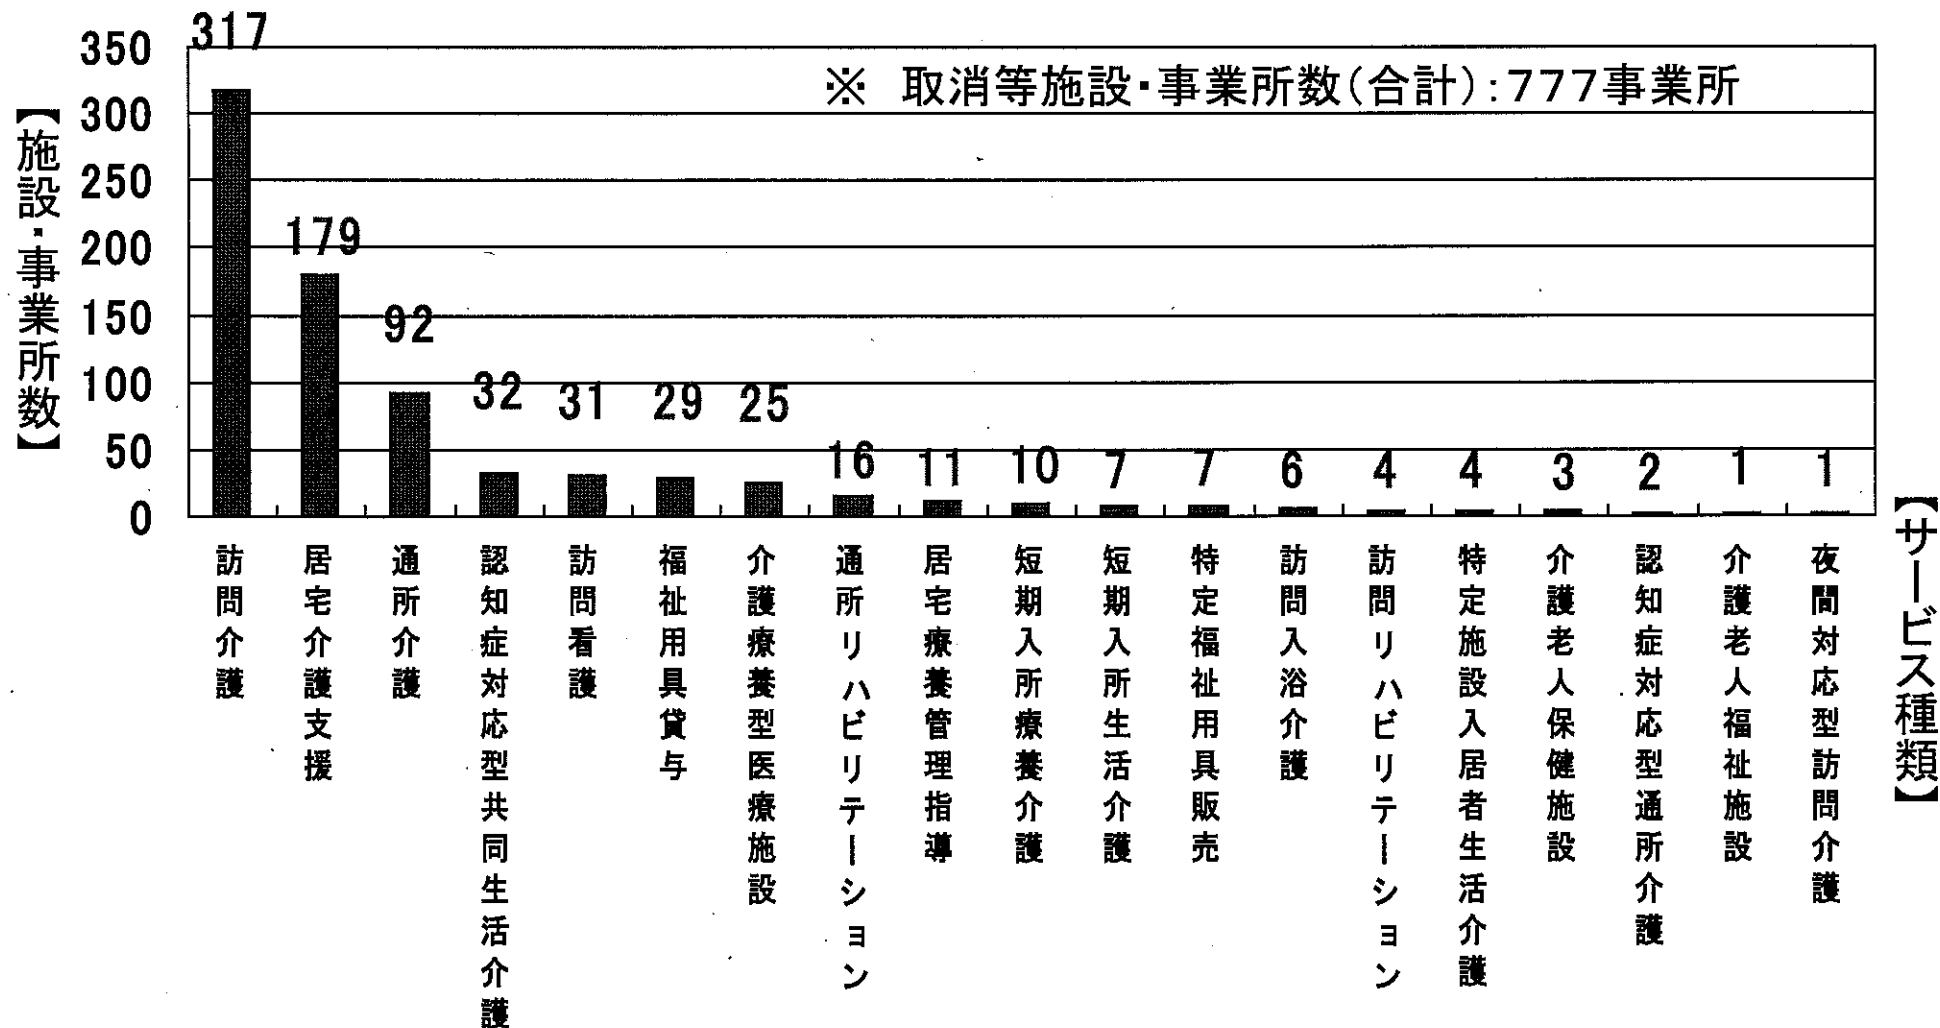 317
350
300
250
200
150
100
50
0
【施設・事業所数】
※ 取消等施設・事業所数(合計):777事業所
179
92
32
31
29
25
16
11
10
7
7
6
4
4
3
2
1
1
訪問介護
居宅介護支援
通所介護
認知症対応型共同生活介護
訪問看護
福祉用具貸与
介護療養型医療施設
通所リハビリテーション
居宅療養管理指導
短期入所療養介護
短期入所生活介護
特定福祉用具販売
訪問入浴介護
訪問リハビリテーション
特定施設入居者生活介護
介護老人保健施設
認知症対応型通所介護
介護老人福祉施設
夜間対応型訪問介護
【サービス種類】